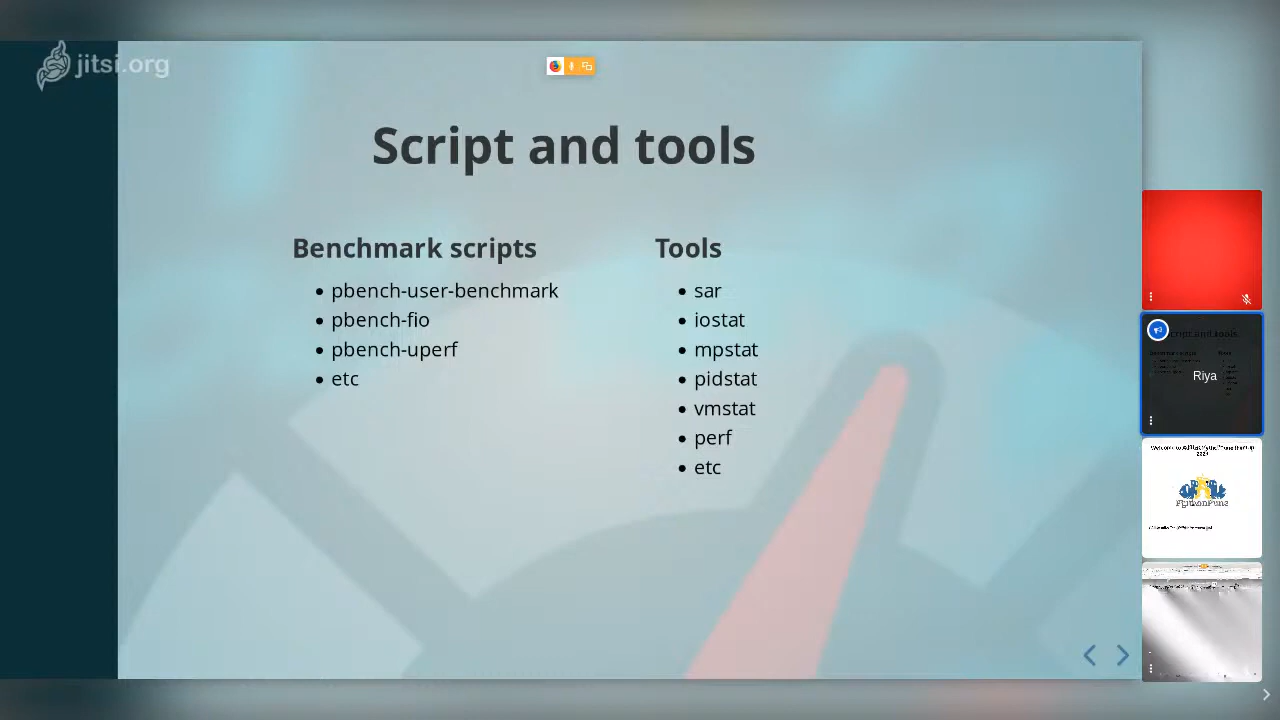 jitsi.org
Script and tools
Benchmark scripts
pbench-user-benchmark
pbench-fio
pbench-uperf
etc
Tools
sar
iostat
mpstat
pidstat
vmstat
perf
etc
Riya